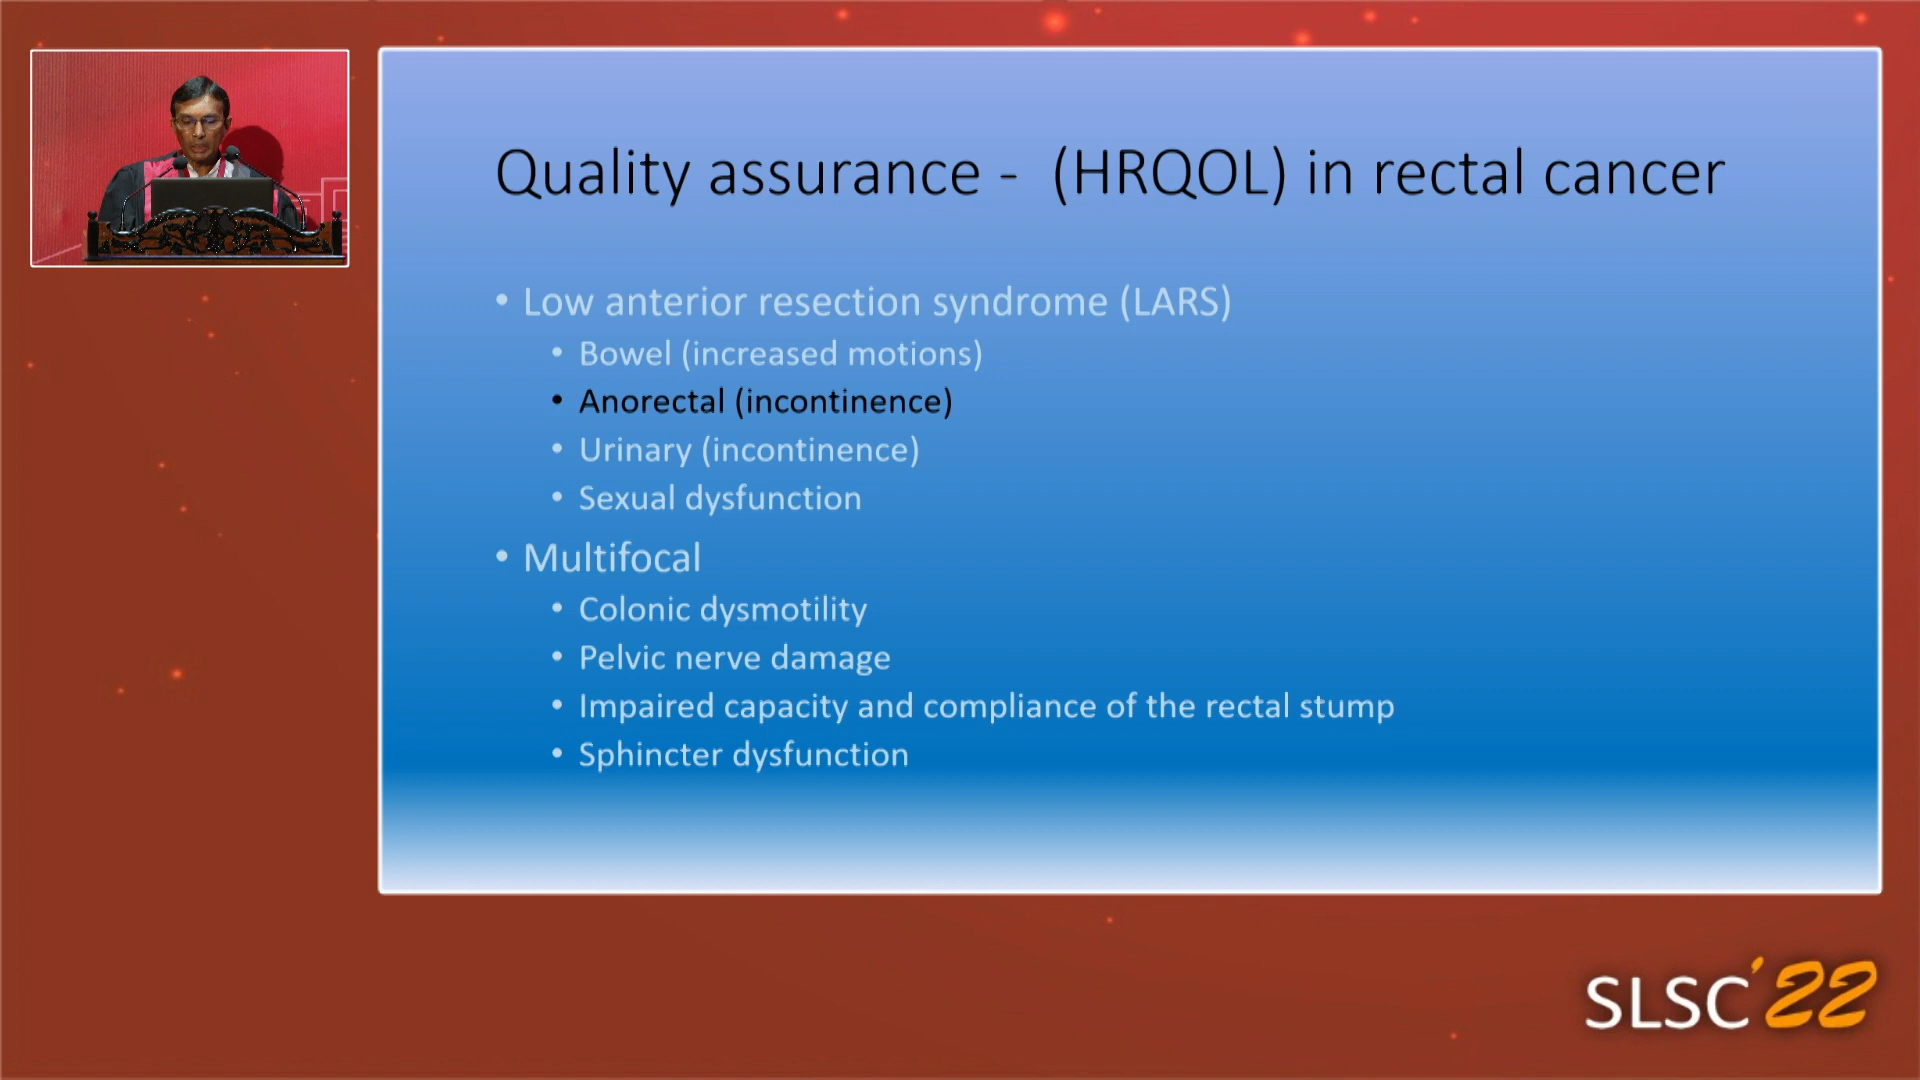 Quality assurance - (HRQOL) in rectal cancer
• Low anterior resection syndrome (LARS)
• Bowel (increased motions)
• Anorectal (incontinence)
• Urinary (incontinence)
• Sexual dysfunction
• Multifocal
• Colonic dysmotility
• Pelvic nerve damage
• Impaired capacity and compliance of the rectal stump
• Sphincter dysfunction
SLSC'22